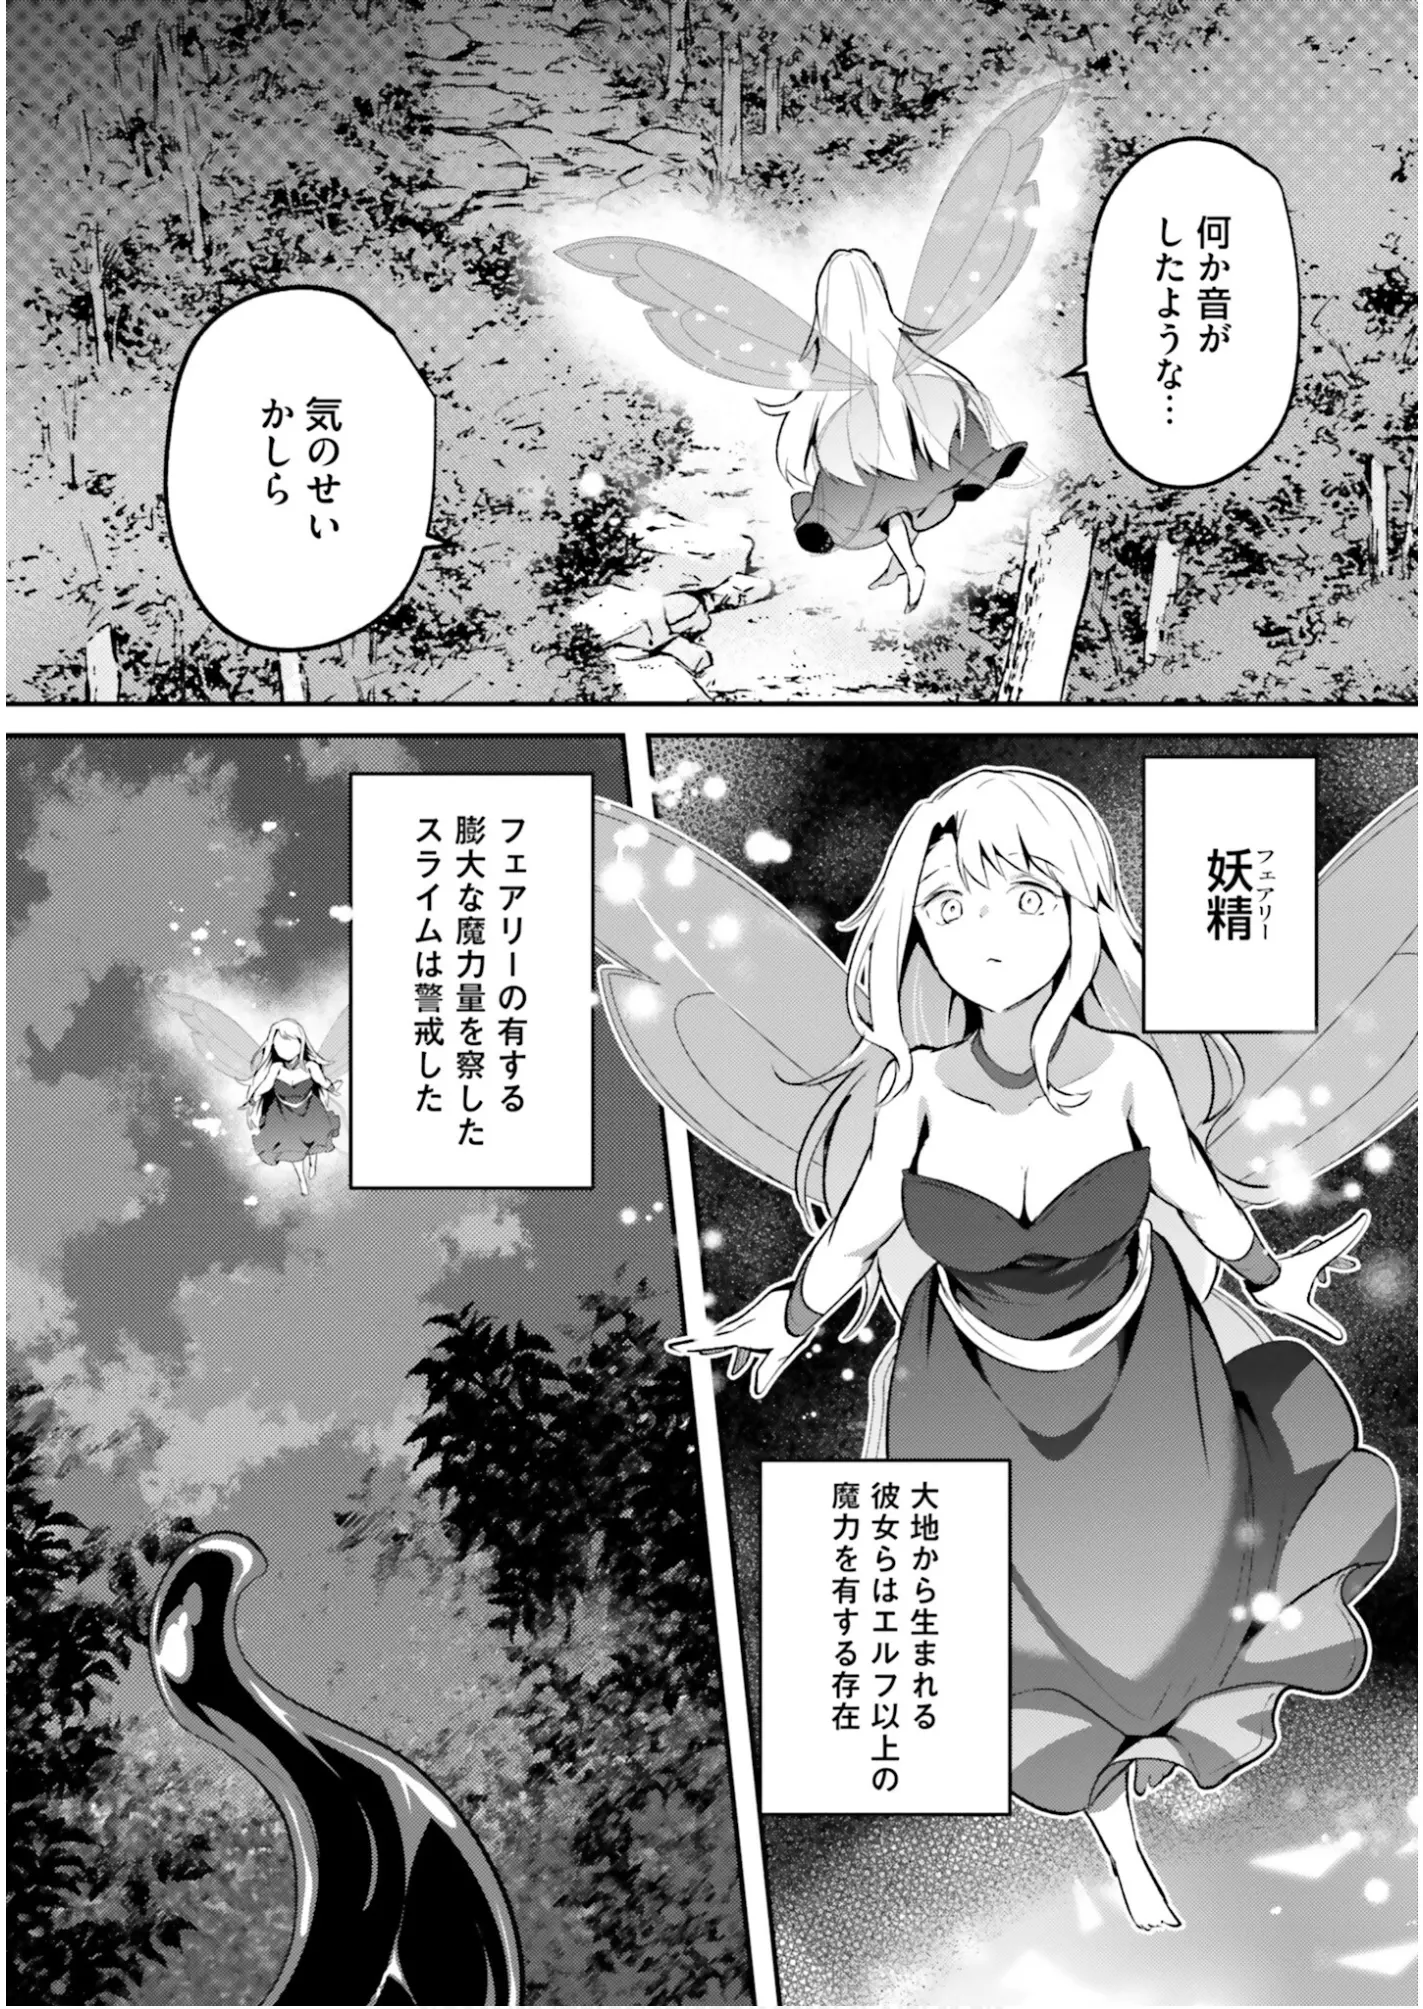 何か音が
したような…
気のせい
かしら
妖精
フェアリー
大地から生まれる
彼女らはエルフ以上の
魔力を有する存在
フェアリーの有する
膨大な魔力量を察した
スライムは警戒した